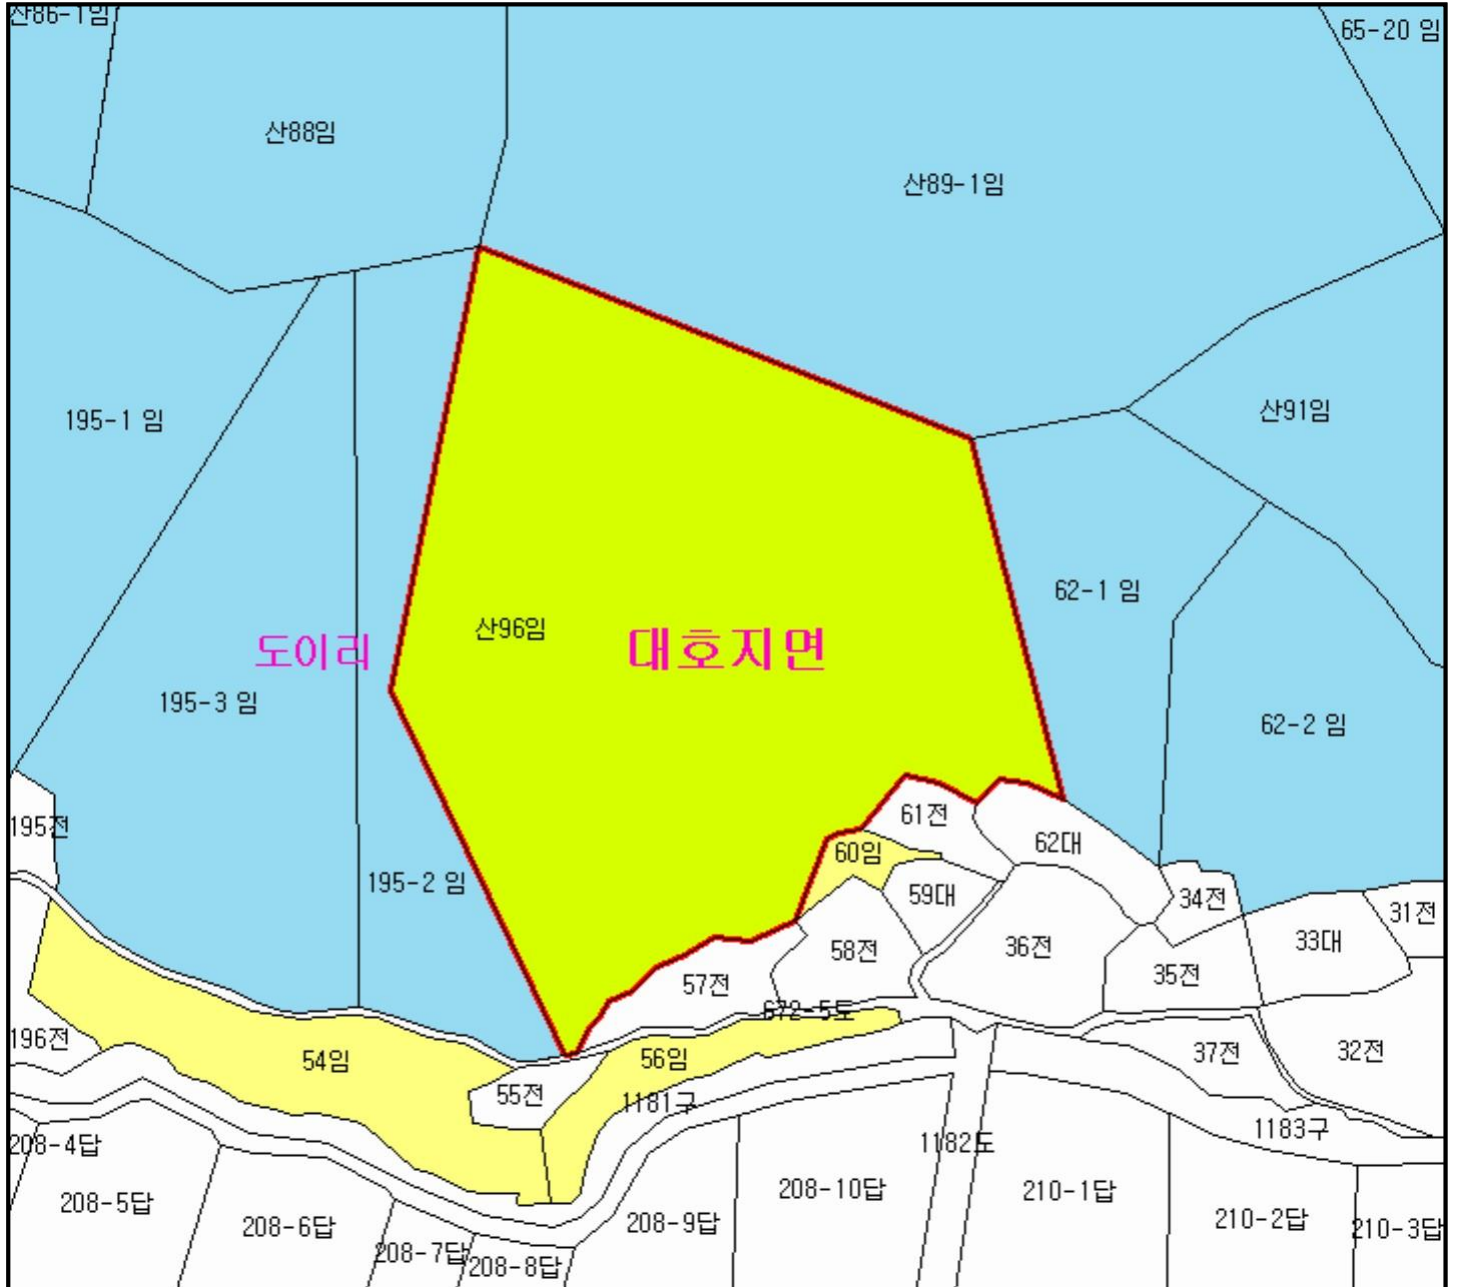 산86-1임
65-20 임
산88임
산89-1임
195-1 임
산91임
62-1 임
산96임
도이리
대호지면
195-3 임
62-2 임
195전
61전
62대
60임
195-2 임
59대
34전
31전
58전
36전
33대
57전
35전
672-5도
196전
54임
56임
37전
32전
55전
1181구
208-4답
1182도
1183구
208-5답
208-10답
210-1답
208-6답
208-9답
210-2답
210-3답
208-7답
208-8답